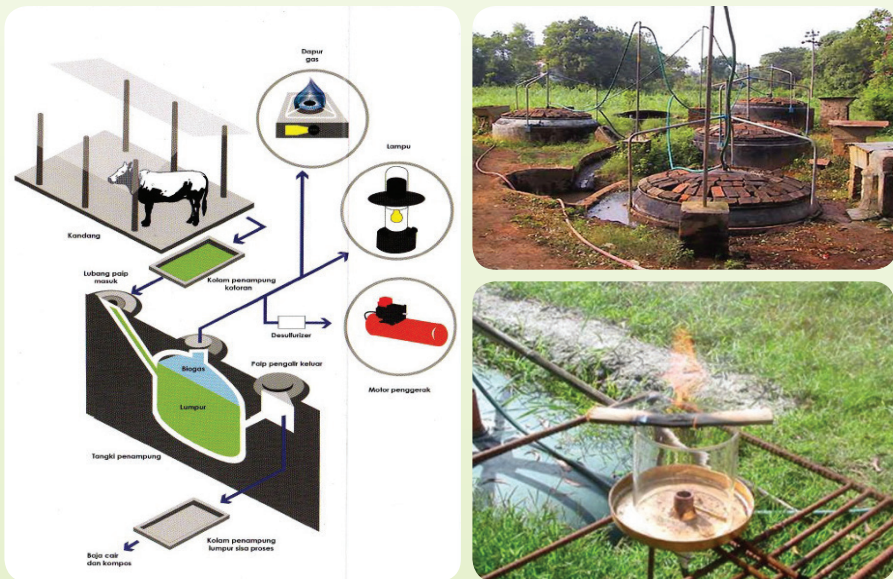 Dapur
gas
Lampu
Kandang
Kolam penampung
kotoran
Lubang paip
masuk
Desulfurizer
Biogas
Paip pengalir keluar
Motor penggerak
Lumpur
Tangki penampung
Kolam penampung
lumpur sisa proses
Baja cair
dan kompos